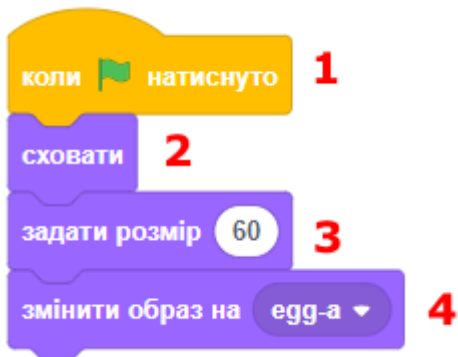 коли натиснуто 1
сховати 2
задати розмір 60 3
змінити образ на egg-a 4